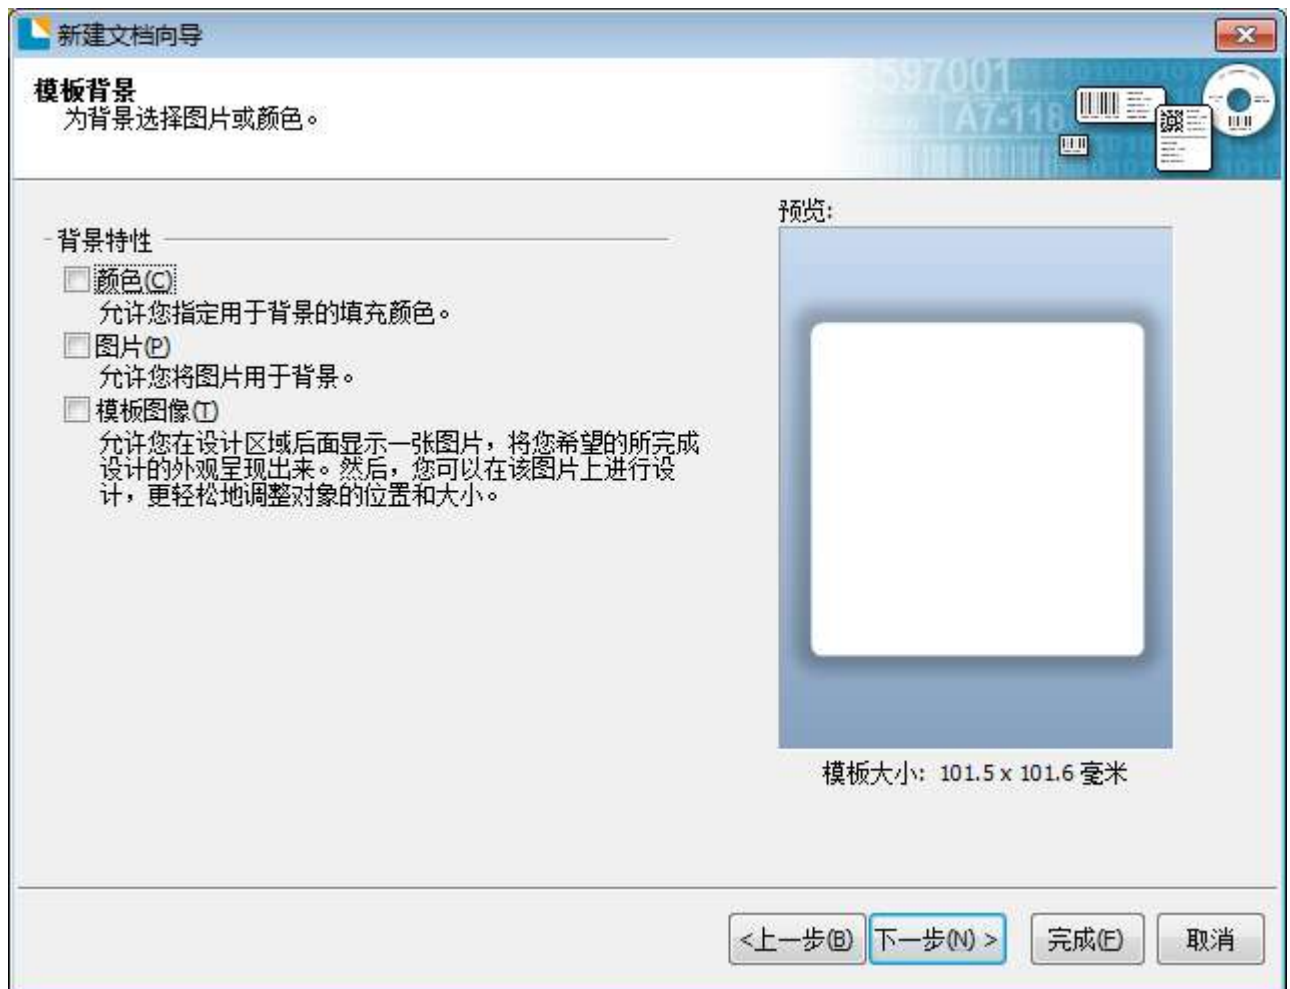 新建文档向导
模板背景
为背景选择图片或颜色。
3597001
A7-118
预览:
背景特性
颜色(C)
允许您指定用于背景的填充颜色。
图片(P)
允许您将图片用于背景。
模板图像(T)
允许您在设计区域后面显示一张图片，将您希望的所完成
设计的外观呈现出来。然后，您可以在该图片上进行设
计，更轻松地调整对象的位置和大小。
模板大小: 101.5 x 101.6 毫米
<上一步(B) 下一步(N) > 完成(F) 取消